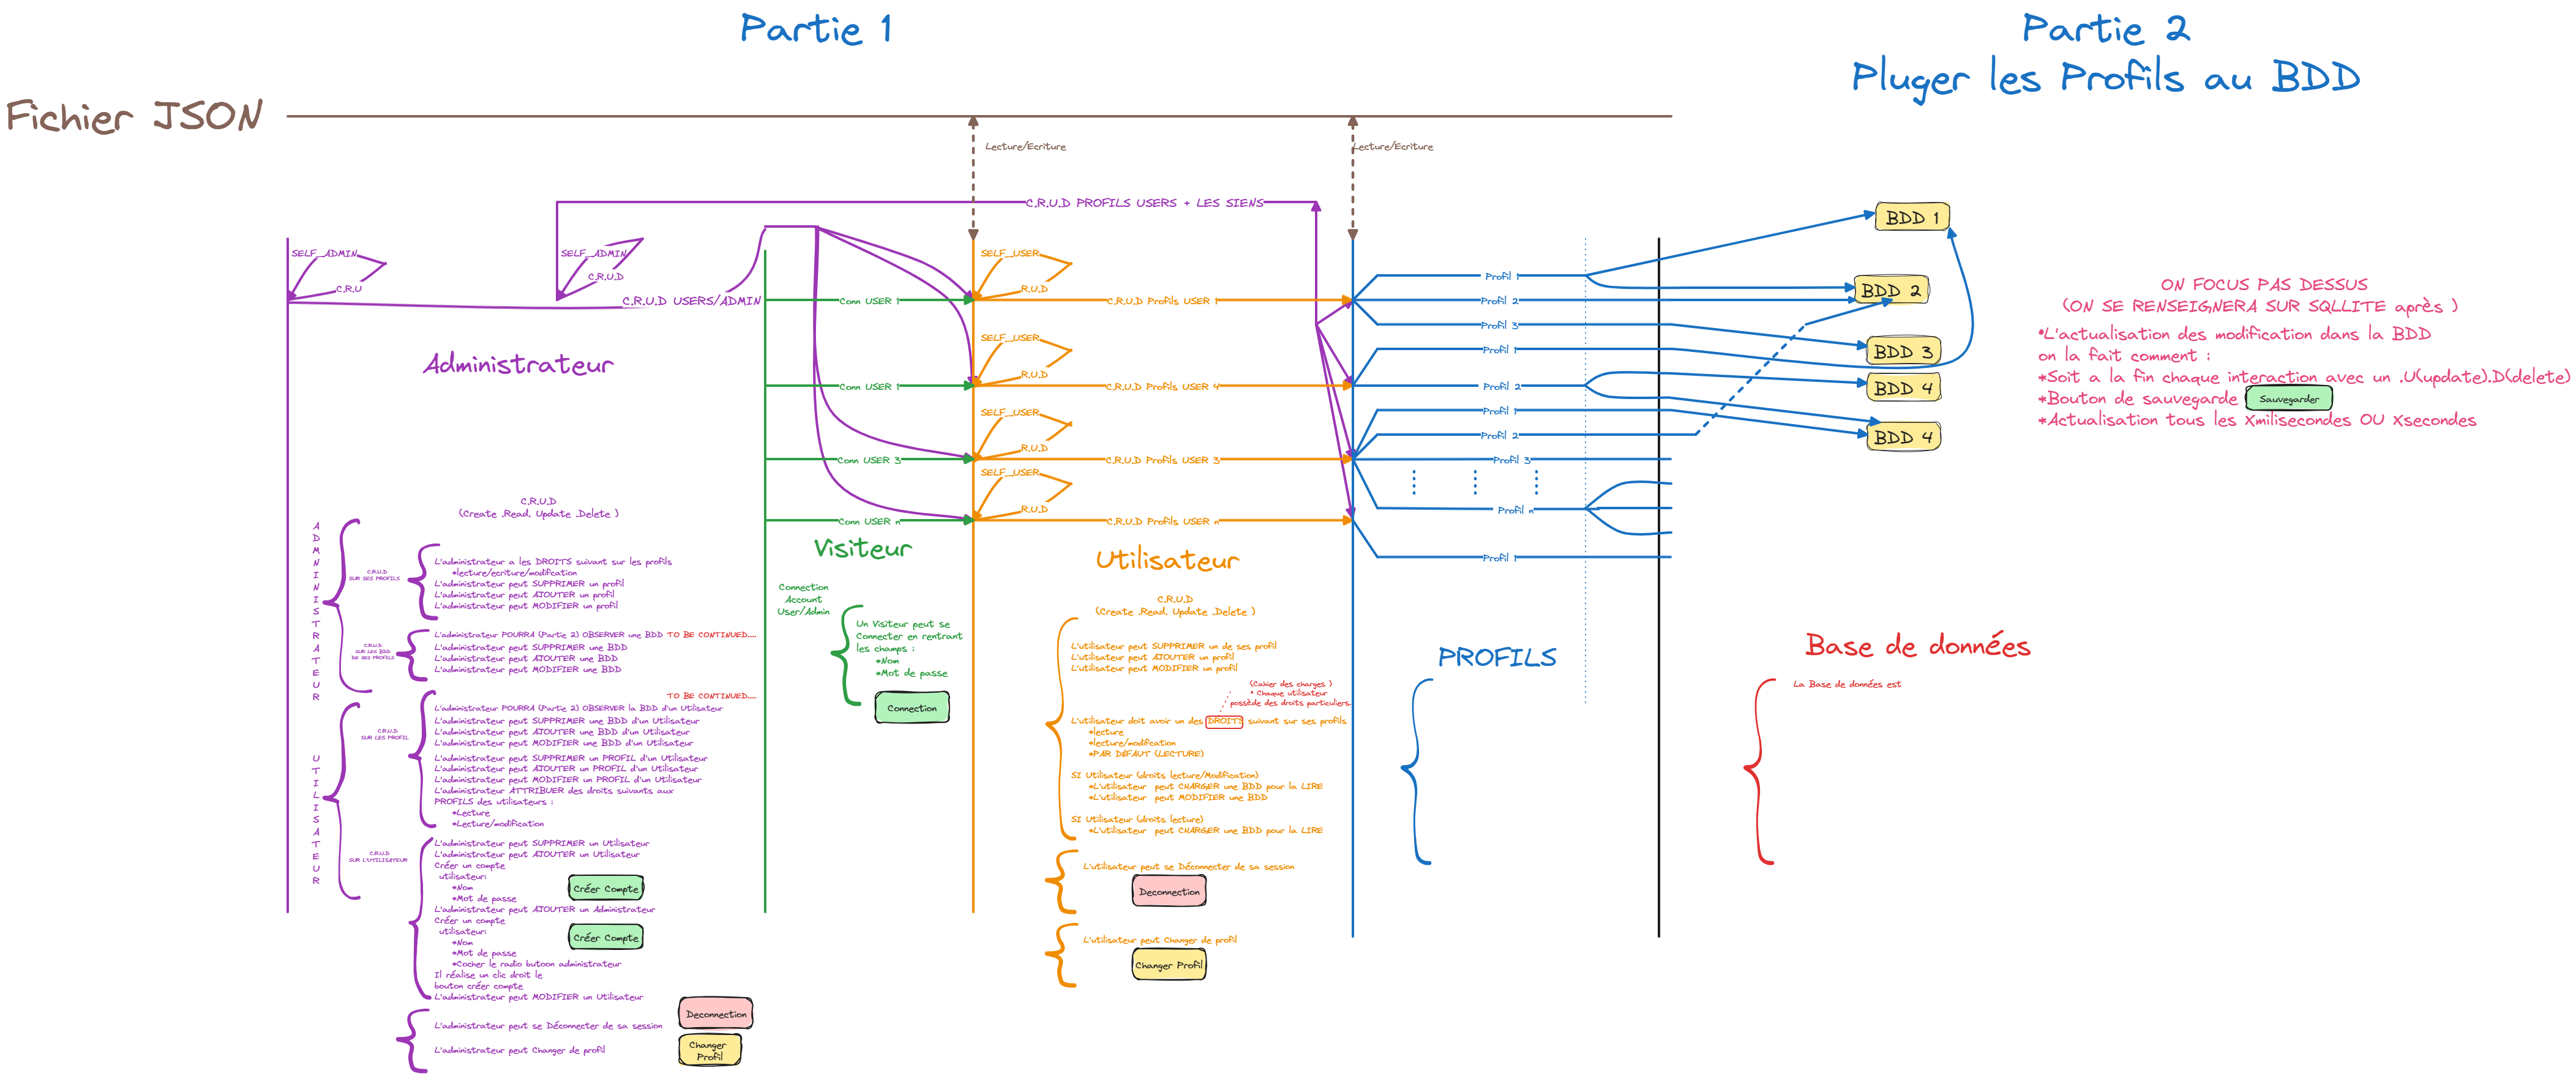 Partie 1
Partie 2
Pluger les Profils au BDD
Fichier JSON
Lecture/Ecriture
Lecture/Ecriture
C.R.U.D PROFILS USERS + LES SIENS
SELF_ADMIN
C.R.U
SELF_ADMIN
C.R.U.D
C.R.U.D USERS/ADMIN
Administrateur
Conn USER 1
Conn USER 1
Conn USER 3
Conn USER n
SELF_USER
R.U.D
C.R.U.D Profils USER 1
SELF_USER
R.U.D
C.R.U.D Profils USER 4
SELF_USER
R.U.D
C.R.U.D Profils USER 3
SELF_USER
R.U.D
C.R.U.D Profils USER n
Profil 1
Profil 2
Profil 3
Profil 1
Profil 2
Profil 1
Profil 2
Profil 3
Profil n
Profil 1
BDD 1
BDD 2
BDD 3
BDD 4
BDD 4
ON FOCUS PAS DESSUS
(ON SE RENSEIGNERA SUR SQLLITE après )
*L'actualisation des modification dans la BDD
on la fait comment :
*Soit a la fin chaque interaction avec un .U(update).D(delete)
*Bouton de sauvegarde
Sauvegarder
*Actualisation tous les Xmilisecondes OU Xsecondes
ADMNINISTRATEUR
UTILISATEUR
C.R.U.D
(Create .Read. Update .Delete )
C.R.U.D
SUR SES PROFILS
L'administrateur a les DROITS suivant sur les profils
*lecture/ecriture/modifcation
L'administrateur peut SUPPRIMER un profil
L'administrateur peut AJOUTER un profil
L'administrateur peut MODIFIER un profil
C.R.U.D
SUR LES BDD
DE SES PROFILS
L'administrateur POURRA (Partie 2) OBSERVER une BDD TO BE CONTINUED....
L'administrateur peut SUPPRIMER une BDD
L'administrateur peut AJOUTER une BDD
L'administrateur peut MODIFIER une BDD
C.R.U.D
SUR LES PROFIL
TO BE CONTINUED....
L'administrateur POURRA (Partie 2) OBSERVER la BDD d'un Utilisateur
L'administrateur peut SUPPRIMER une BDD d'un Utilisateur
L'administrateur peut AJOUTER une BDD d'un Utilisateur
L'administrateur peut MODIFIER une BDD d'un Utilisateur
L'administrateur peut SUPPRIMER un PROFIL d'un Utilisateur
L'administrateur peut AJOUTER un PROFIL d'un Utilisateur
L'administrateur peut MODIFIER un PROFIL d'un Utilisateur
L'administrateur ATTRIBUER des droits suivants aux
PROFILS des utilisateurs :
*Lecture
*Lecture/modification
C.R.U.D
SUR L'UTILISATEUR
L'administrateur peut SUPPRIMER un Utilisateur
L'administrateur peut AJOUTER un Utilisateur
Créer un compte
utilisateur:
*Nom
*Mot de passe
Créer Compte
L'administrateur peut AJOUTER un Administrateur
Créer un compte
utilisateur:
*Nom
*Mot de passe
*Cocher le radio butoon administrateur
Créer Compte
Il réalise un clic droit le
bouton créer compte
L'administrateur peut MODIFIER un Utilisateur
L'administrateur peut se Déconnecter de sa session
Deconnection
L'administrateur peut Changer de profil
Changer
Profil
Visiteur
Connection
Account
User/Admin
Un Visiteur peut se
Connecter en rentrant
les champs :
*Nom
*Mot de passe
Connection
Utilisateur
C.R.U.D
(Create .Read. Update .Delete )
L'utilisateur peut SUPPRIMER un de ses profil
L'utilisateur peut AJOUTER un profil
L'utilisateur peut MODIFIER un profil
(Cahier des charges )
• Chaque utilisateur
possède des droits particuliers.
L'utilisateur doit avoir un des DROITS suivant sur ses profils
*lecture
*lecture/modifcation
*PAR DÉFAUT (LECTURE)
SI Utilisateur (droits lecture/Modification)
*L'utilisateur peut CHARGER une BDD pour la LIRE
*L'utilisateur peut MODIFIER une BDD
SI Utilisateur (droits lecture)
*L'utilisateur peut CHARGER une BDD pour la LIRE
L'utilisateur peut se Déconnecter de sa session
Deconnection
L'utilisateur peut Changer de profil
Changer Profil
PROFILS
Base de données
La Base de données est